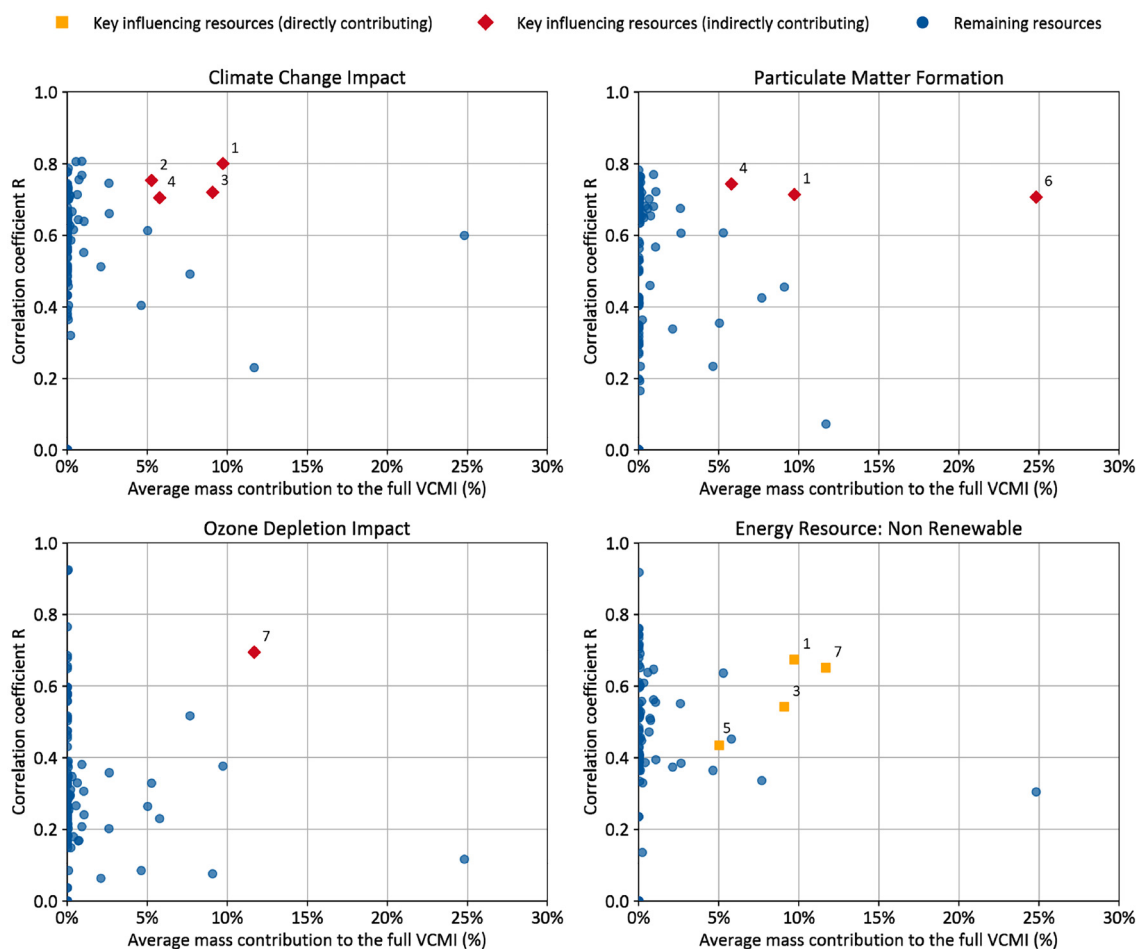 Key influencing resources (directly contributing) Key influencing resources (indirectly contributing) Remaining resources
Climate Change Impact
1.0
0.8
0.6
0.4
0.2
0.0
Correlation coefficient R
2
4
1
3
0% 5% 10% 15% 20% 25% 30%
Average mass contribution to the full VCMI (%)
Particulate Matter Formation
1.0
0.8
0.6
0.4
0.2
0.0
Correlation coefficient R
4
1
6
0% 5% 10% 15% 20% 25% 30%
Average mass contribution to the full VCMI (%)
Ozone Depletion Impact
1.0
0.8
0.6
0.4
0.2
0.0
Correlation coefficient R
7
0% 5% 10% 15% 20% 25% 30%
Average mass contribution to the full VCMI (%)
Energy Resource: Non Renewable
1.0
0.8
0.6
0.4
0.2
0.0
Correlation coefficient R
1
7
3
5
0% 5% 10% 15% 20% 25% 30%
Average mass contribution to the full VCMI (%)